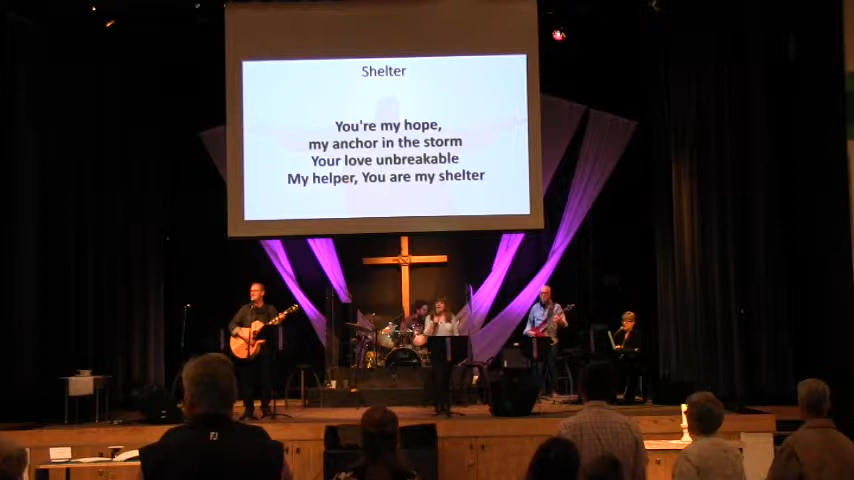 Shelter
You're my hope,
my anchor in the storm
Your love unbreakable
My helper, You are my shelter